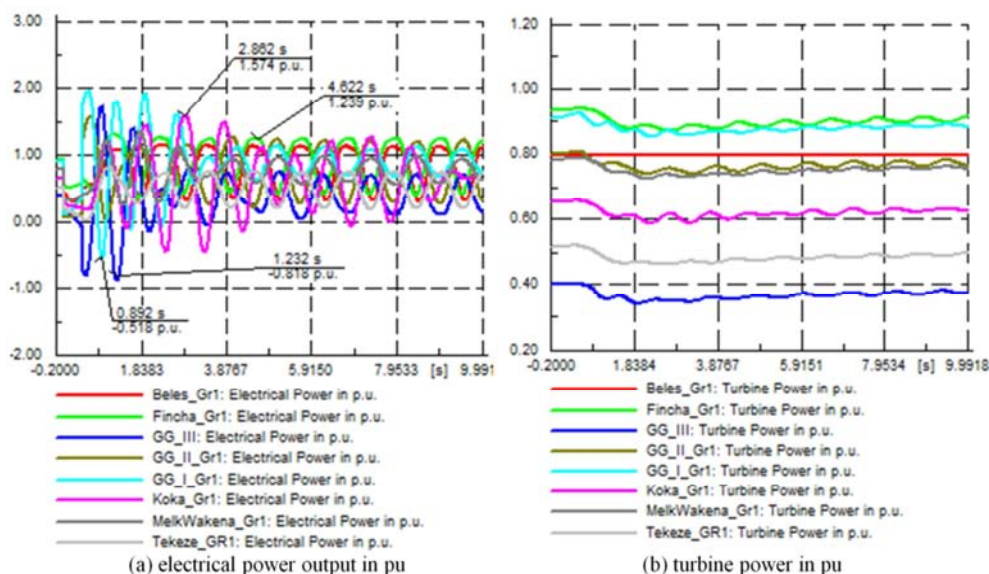 3.00
2.00
1.00
0.00
-1.00
-2.00
2.862 s
1.574 p.u.
4.622 s
1.239 p.u.
1.232 s
-0.818 p.u.
0.892 s
-0.518 p.u.
-0.2000 1.8383 3.8767 5.9150 7.9533 [s] 9.991
Beles_Gr1: Electrical Power in p.u.
Fincha_Gr1: Electrical Power in p.u.
GG_III: Electrical Power in p.u.
GG_II_Gr1: Electrical Power in p.u.
GG_I_Gr1: Electrical Power in p.u.
Koka_Gr1: Electrical Power in p.u.
MelkWakena_Gr1: Electrical Power in p.u.
Tekeze_GR1: Electrical Power in p.u.
(a) electrical power output in pu
1.20
1.00
0.80
0.60
0.40
0.20
-0.2000 1.8384 3.8767 5.9151 7.9534 [s] 9.9918
Beles_Gr1: Turbine Power in p.u.
Fincha_Gr1: Turbine Power in p.u.
GG_III: Turbine Power in p.u.
GG_II_Gr1: Turbine Power in p.u.
GG_I_Gr1: Turbine Power in p.u.
Koka_Gr1: Turbine Power in p.u.
MelkWakena_Gr1: Turbine Power in p.u.
Tekeze_GR1: Turbine Power in p.u.
(b) turbine power in pu